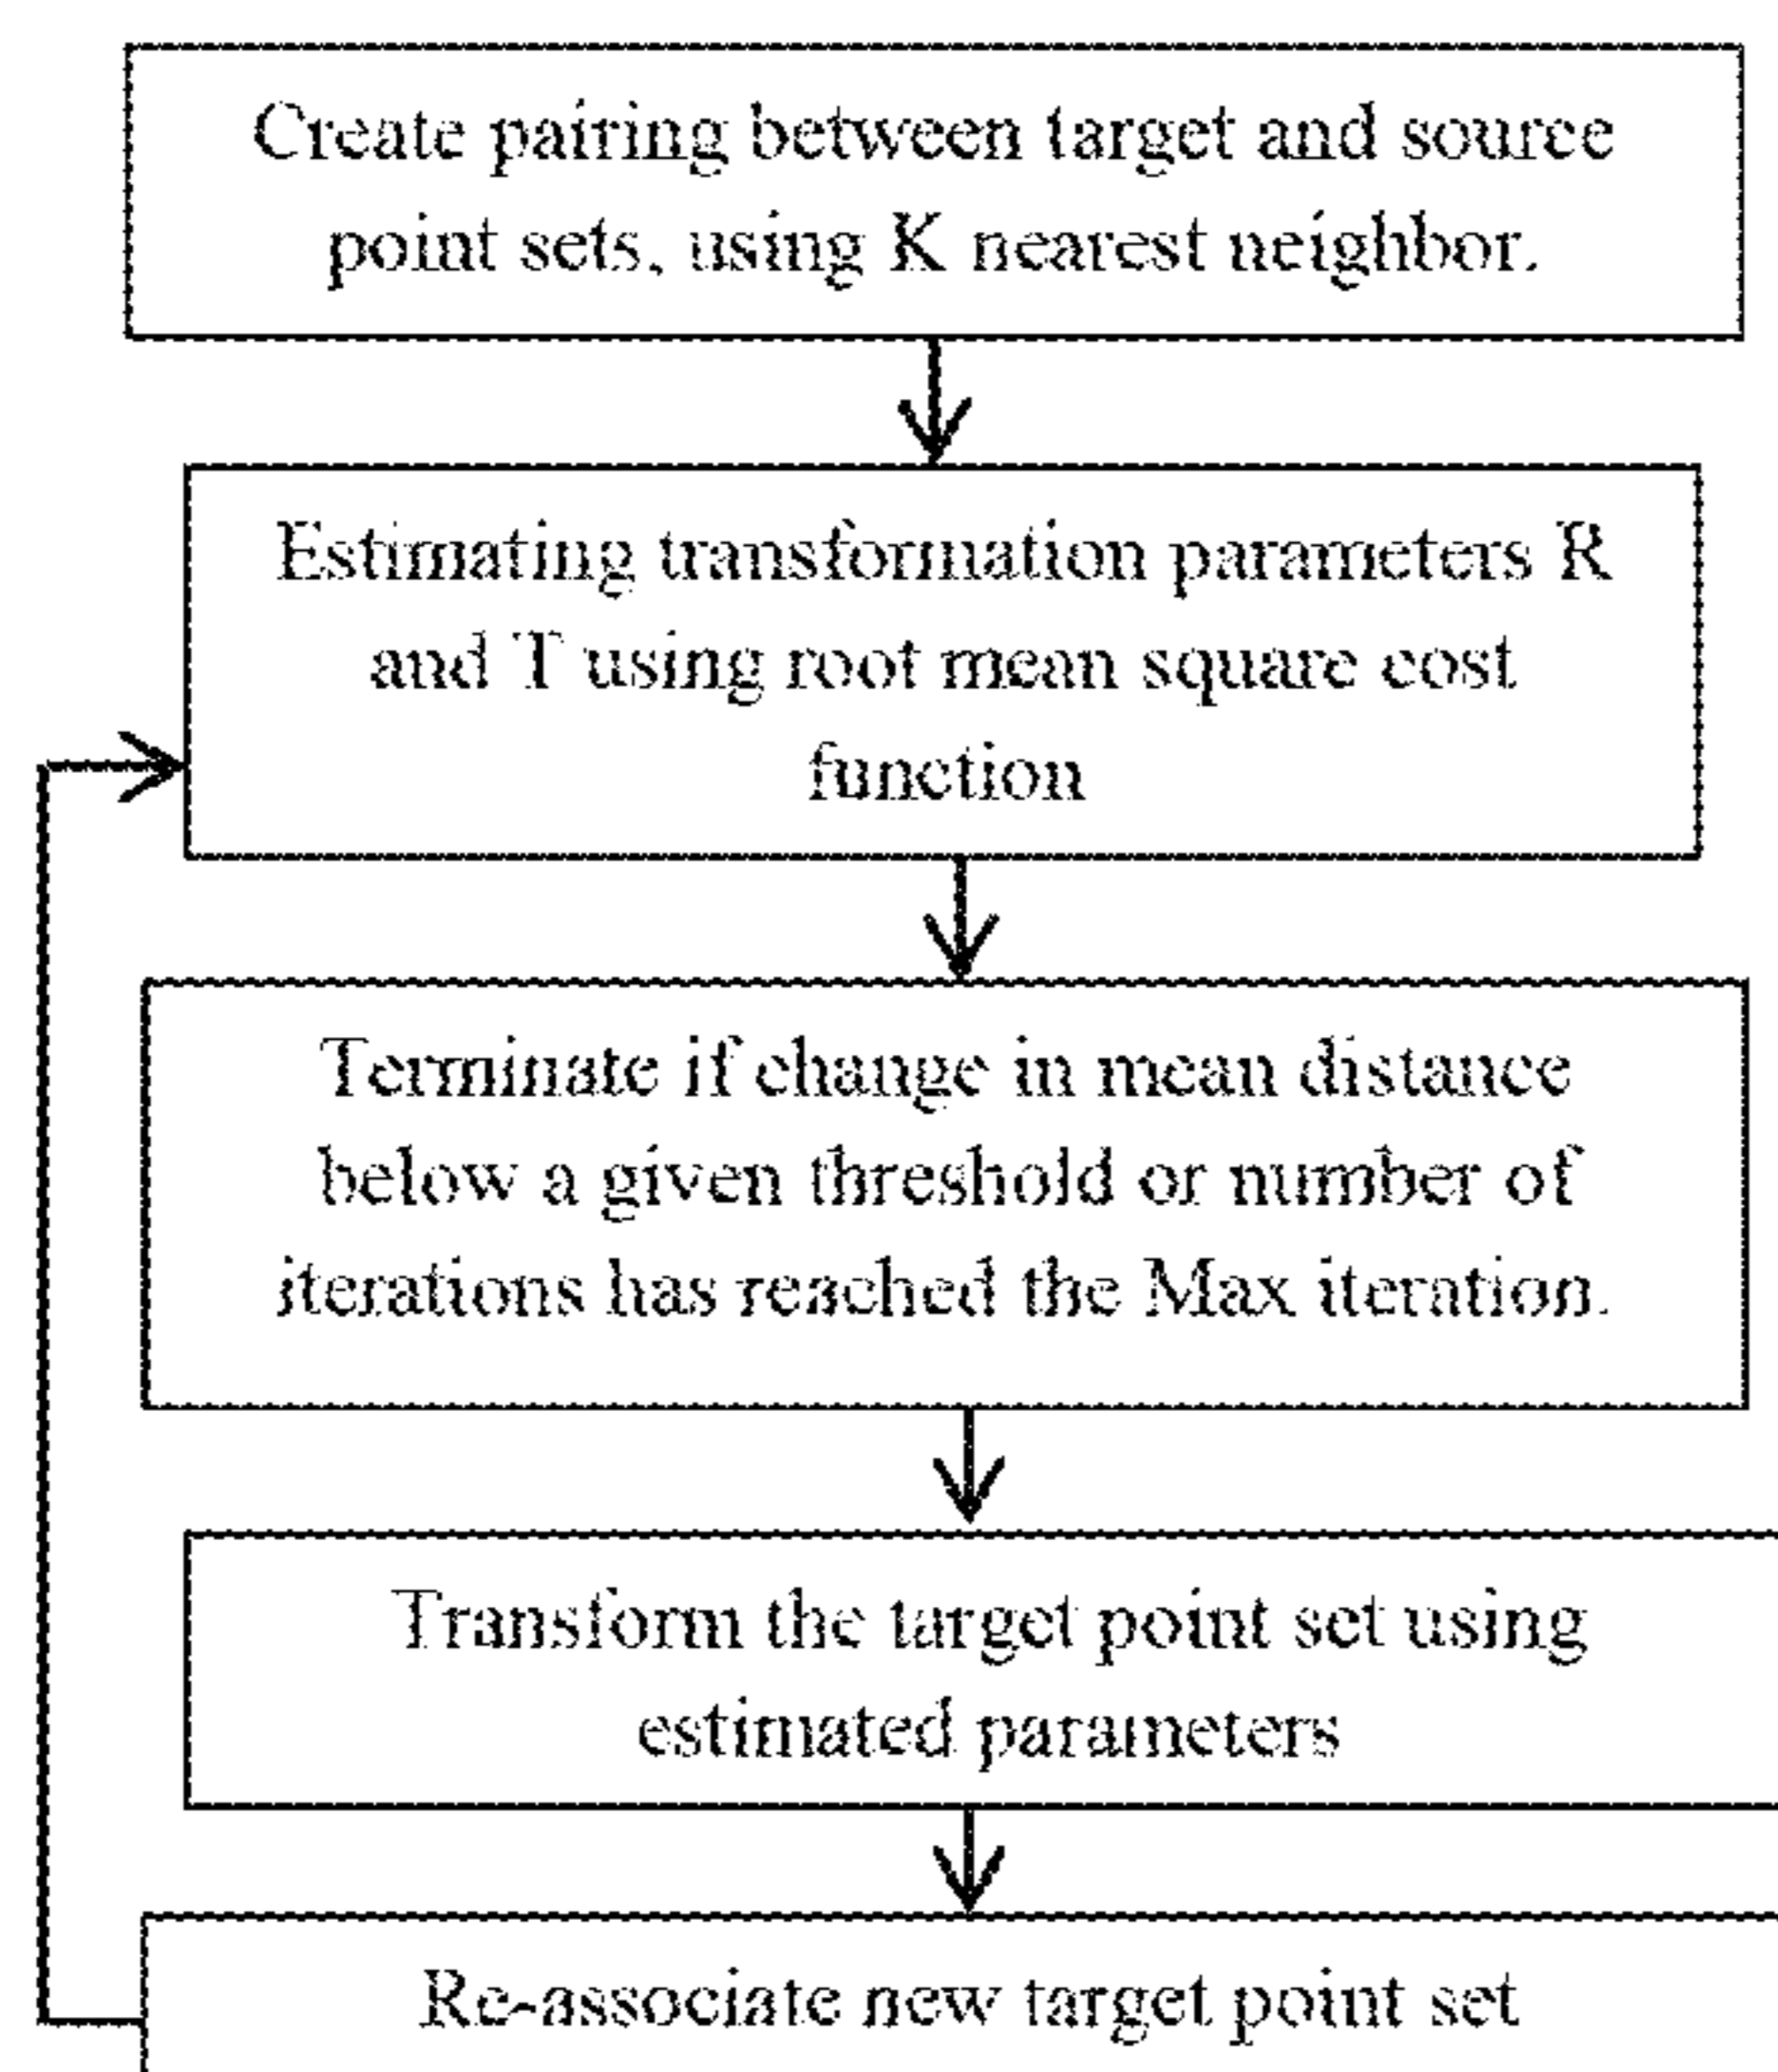 Create pairing between target and source
point sets, using K nearest neighbor.
Estimating transformation parameters R
and T using root mean square cost
function
Terminate if change in mean distance
below a given threshold or number of
iterations has reached the Max iteration.
Transform the target point set using
estimated parameters
Re-associate new target point set